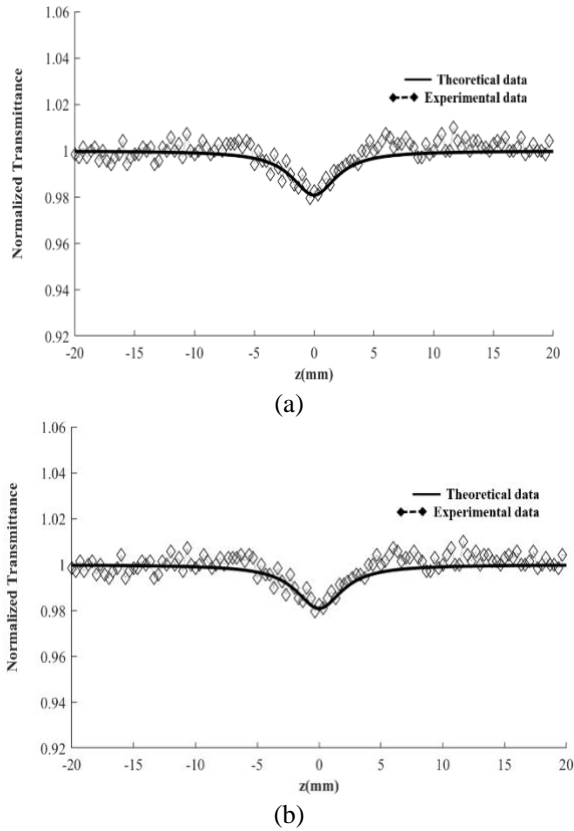 1.06
1.04
Theoretical data
Experimental data
1.02
1
0.98
0.96
0.94
0.92
Normalized Transmittance
-20 -15 -10 -5 0 5 10 15 20
z(mm)
(a)
1.06
1.04
Theoretical data
Experimental data
1.02
1
0.98
0.96
0.94
0.92
Normalized Transmittance
-20 -15 -10 -5 0 5 10 15 20
z(mm)
(b)